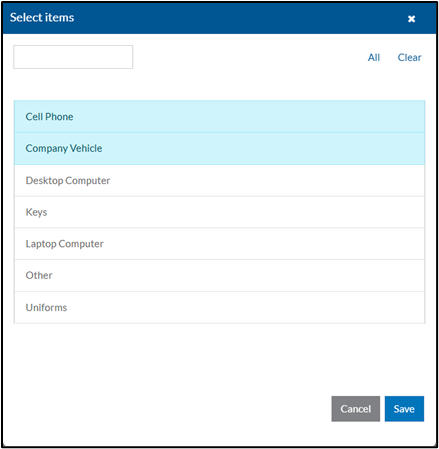 Select items
All Clear
Cell Phone
Company Vehicle
Desktop Computer
Keys
Laptop Computer
Other
Uniforms
Cancel Save